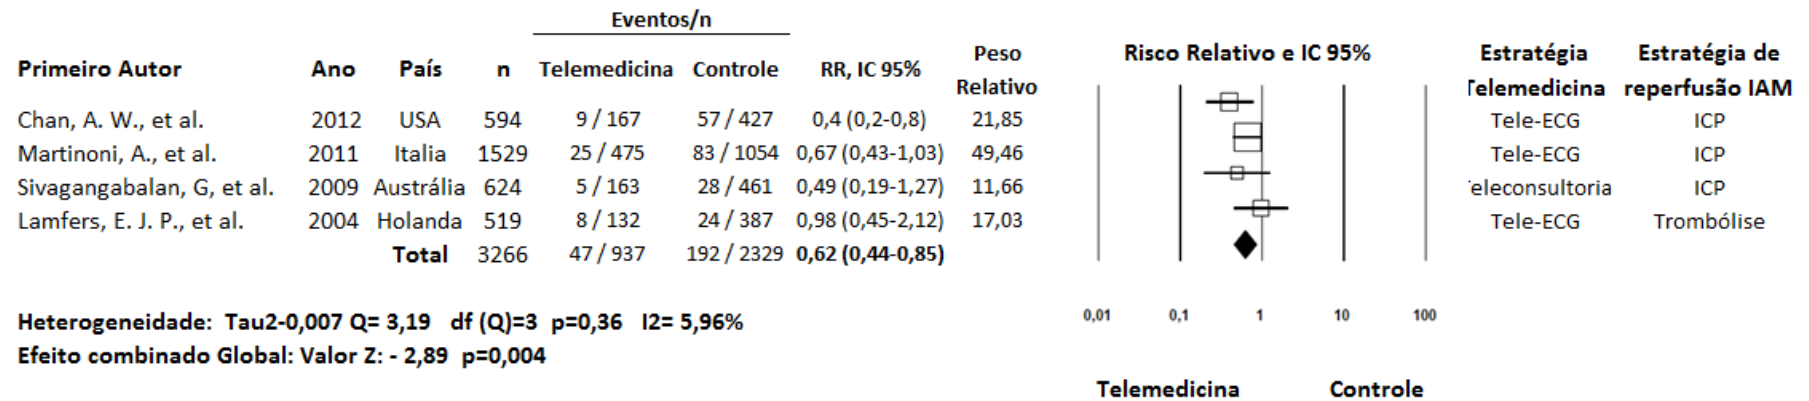 Eventos/n
Primeiro Autor Ano País n Telemedicina Controle RR, IC 95% Peso Relativo Risco Relativo e IC 95% Estratégia Telemedicina Estratégia de reperfusão IAM
Chan, A. W., et al. 2012 USA 594 9 / 167 57 / 427 0,4 (0,2-0,8) 21,85 Tele-ECG ICP
Martinoni, A., et al. 2011 Italia 1529 25 / 475 83 / 1054 0,67 (0,43-1,03) 49,46 Tele-ECG ICP
Sivagangabalan, G, et al. 2009 Austrália 624 5 / 163 28 / 461 0,49 (0,19-1,27) 11,66 eleconsultoria ICP
Lamfers, E. J. P., et al. 2004 Holanda 519 8 / 132 24 / 387 0,98 (0,45-2,12) 17,03 Tele-ECG Trombólise
Total 3266 47 / 937 192 / 2329 0,62 (0,44-0,85)
0,01 0,1 1 10 100
Heterogeneidade: Tau2-0,007 Q= 3,19 df (Q)=3 p=0,36 I2= 5,96%
Efeito combinado Global: Valor Z: - 2,89 p=0,004
Telemedicina Controle